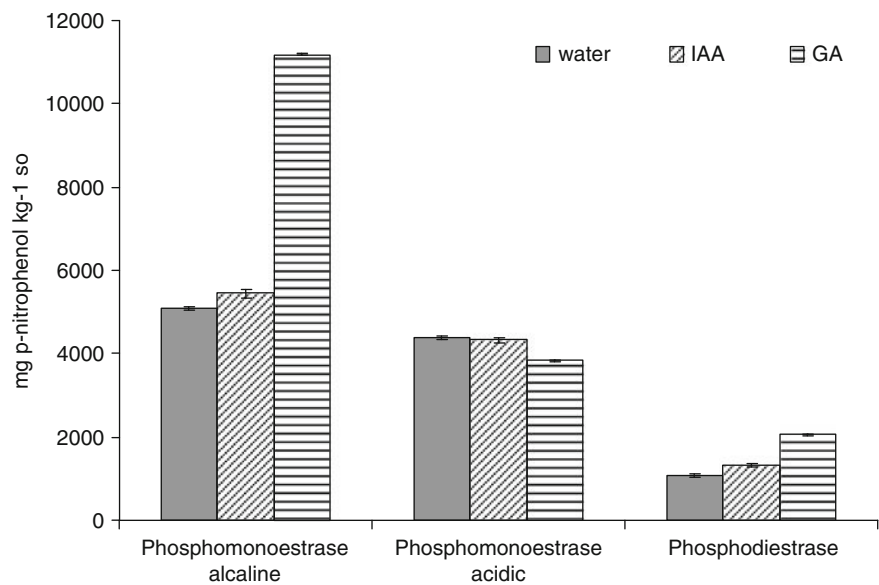 12000
10000
8000
6000
4000
2000
0
mg p-nitrophenol kg-1 so
water IAA GA
Phosphomonoestrase
alcaline
Phosphomonoestrase
acidic
Phosphodiestrase